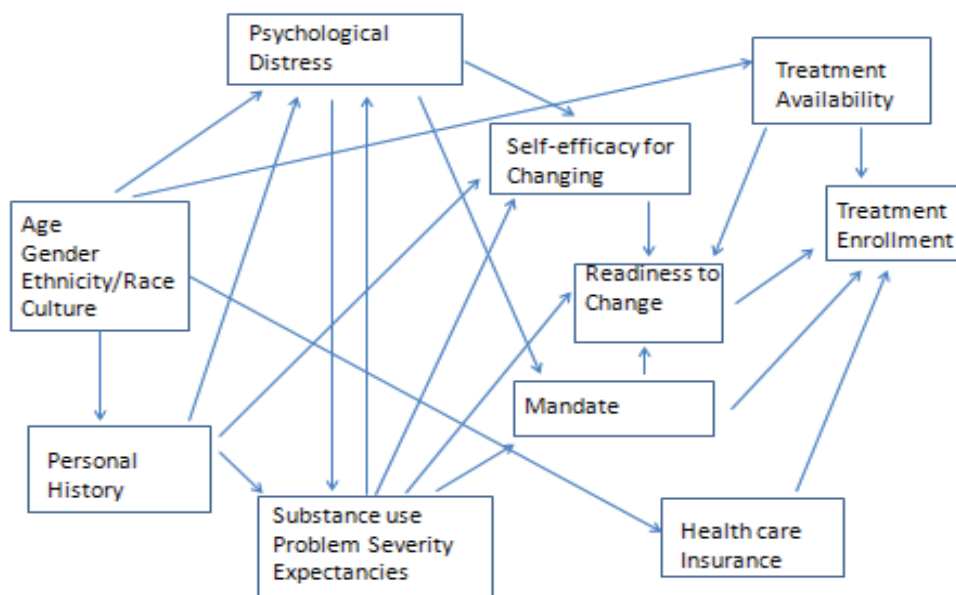 Psychological
Distress
Treatment
Availability
Self-efficacy for
Changing
Age
Gender
Ethnicity/Race
Culture
Treatment
Enrollment
Readiness to
Change
Mandate
Personal
History
Substance use
Problem Severity
Expectancies
Health care
Insurance